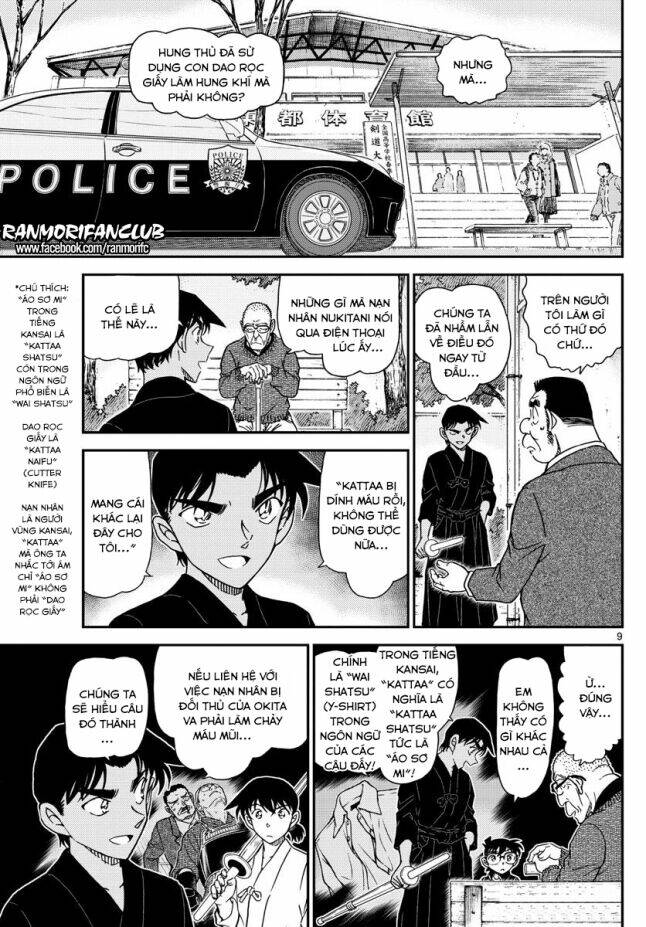 NHƯNG
MÀ...
HUNG THỦ ĐÃ SỬ
DỤNG CON DAO RỌC
GIẤY LÀM HUNG KHÍ MÀ
PHẢI KHÔNG?
都体育館
剣道大
POLICE
POLICE
RANMORIFANCLUB
www.facebook.com/ranmorifc
TRÊN NGƯỜI
TÔI LÀM GÌ
CÓ THỨ ĐÓ
CHỨ...
CHÚNG TA
ĐÃ NHẦM LẪN
VỀ ĐIỀU ĐÓ
NGAY TỪ
ĐẦU...
NHỮNG
GÌ MÀ NẠN
NHÂN NUKITANI NÓI
QUA ĐIỆN THOẠI
LÚC ẤY...
CÓ LẼ LÀ
THẾ NÀY...
*CHÚ THÍCH:
"ÁO SƠ MI"
TRONG
TIẾNG
KANSAI LÀ
"KATTAA
SHATSU"
CÒN TRONG
NGÔN NGỮ
PHỔ BIẾN LÀ
"WAI SHATSU"
DAO RỌC
GIẤY LÀ
"KATTAA
NAIFU"
(CUTTER
KNIFE)
NẠN NHÂN
LÀ NGƯỜI
VÙNG KANSAI,
"KATTAA"
MÀ ÔNG TA
NHẮC TỚI ÁM
CHỈ "ÁO SƠ
MI" KHÔNG
PHẢI "DAO
RỌC GIẤY"
"KATTAA BỊ
DÍNH MÁU RỒI,
KHÔNG THỂ
DÙNG ĐƯỢC
NỮA...
MANG CÁI
KHÁC LẠI
ĐÂY CHO
TÔI..."
9
Ừ...
ĐÚNG
VẬY...
EM
KHÔNG
THẤY CÓ
GÌ KHÁC
NHAU CẢ
...
TRONG TIẾNG
KANSAI,
"KATTAA" CÓ
NGHĨA LÀ
"KATTAA
SHATSU"
TỨC LÀ
"ÁO SƠ
MI"!
CHÍNH
LÀ "WAI
SHATSU"
(Y-SHIRT)
TRONG
NGÔN NGỮ
CỦA CÁC
CẬU ĐẤY!
NẾU LIÊN HỆ VỚI
VIỆC NẠN NHÂN BỊ
ĐỐI THỦ CỦA OKITA
VA PHẢI LÀM CHẢY
MÁU MŨI...
CHÚNG TA
SẼ HIỂU CÂU
ĐÓ THÀNH
...